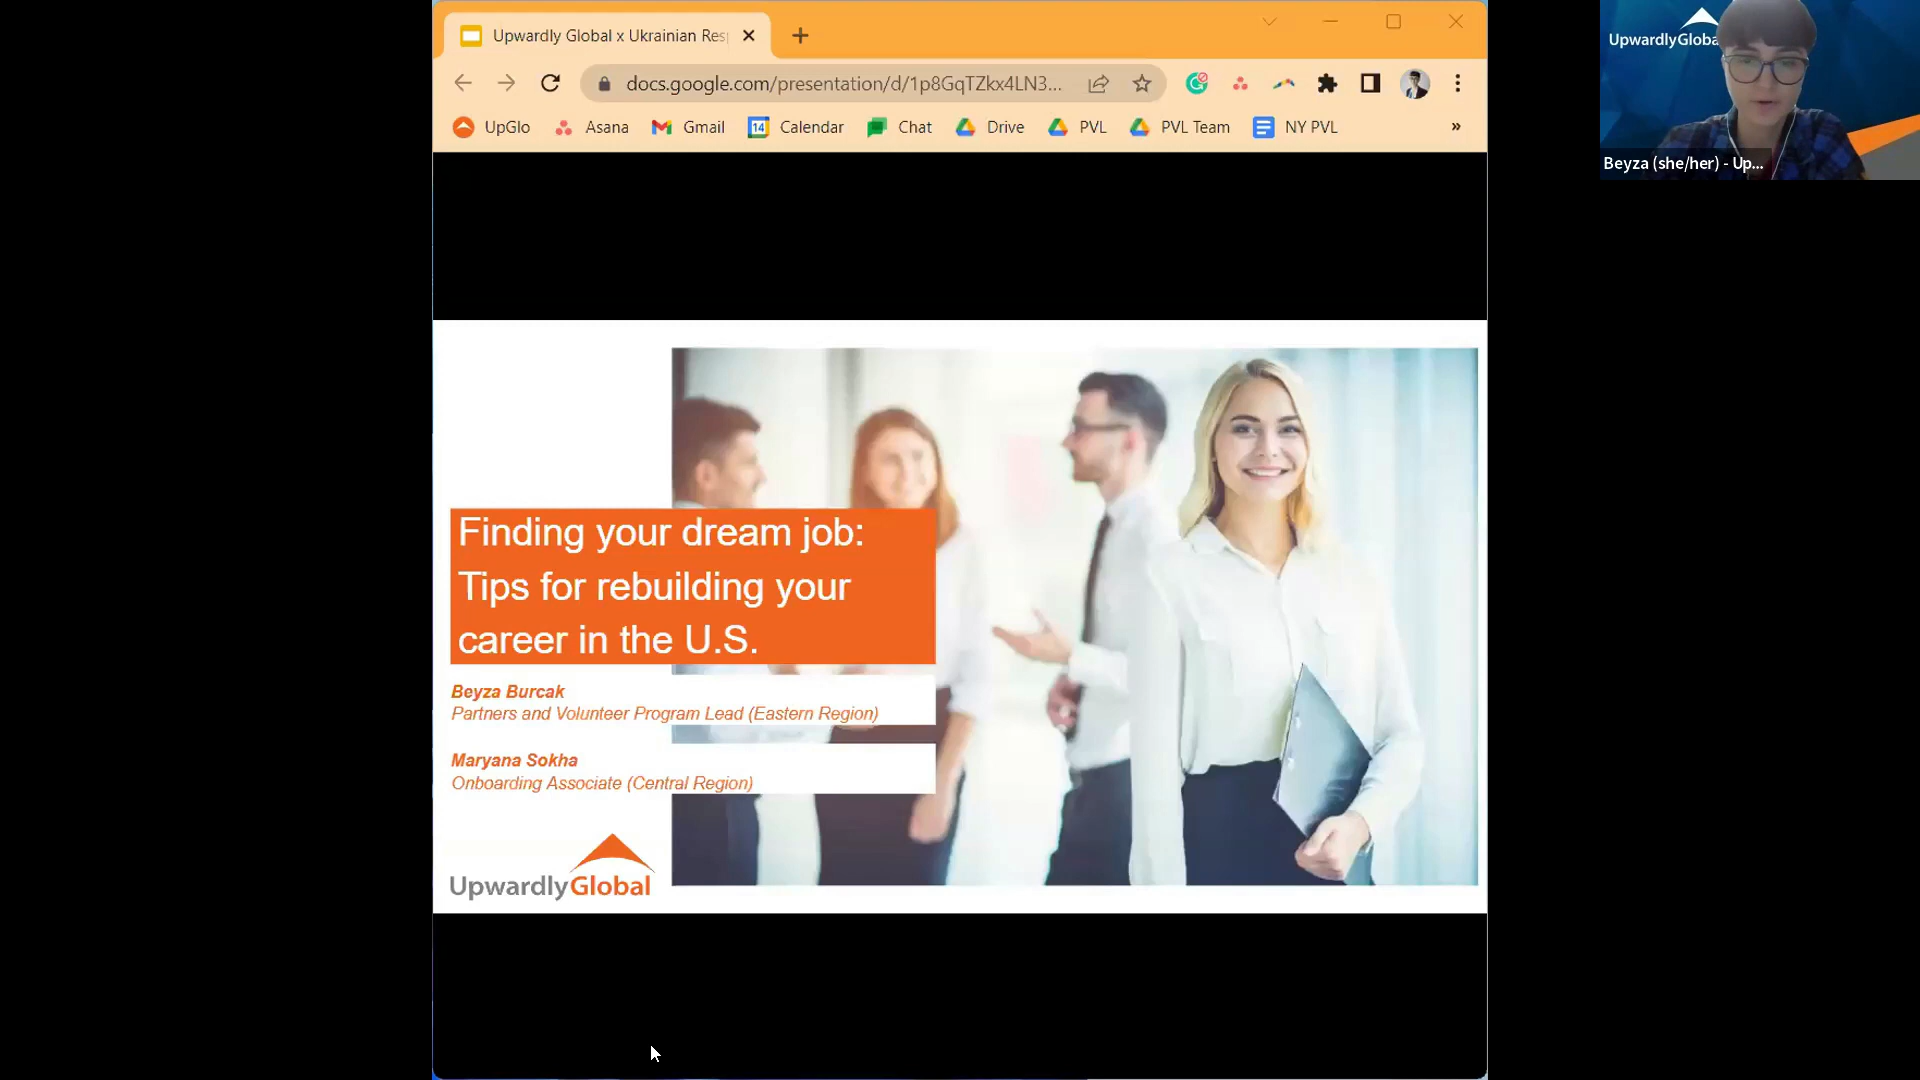 Upwardly Global x Ukrainian Res
docs.google.com/presentation/d/1p8GqTZkx4LN3...
UpGlo
Asana
Gmail
14
Calendar
Chat
Drive
PVL
PVL Team
NY PVL
»
Finding your dream job:
Tips for rebuilding your
career in the U.S.
Beyza Burcak
Partners and Volunteer Program Lead (Eastern Region)
Maryana Sokha
Onboarding Associate (Central Region)
UpwardlyGlobal
UpwardlyGloba
Beyza (she/her) - Up...